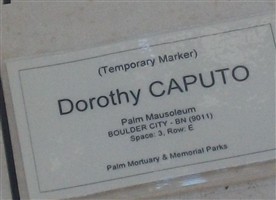 (Temporary Marker)
Dorothy CAPUTO
Palm Mausoleum
BOULDER CITY - BN (9011)
Space: 3, Row: E
Palm Mortuary & Memorial Parks